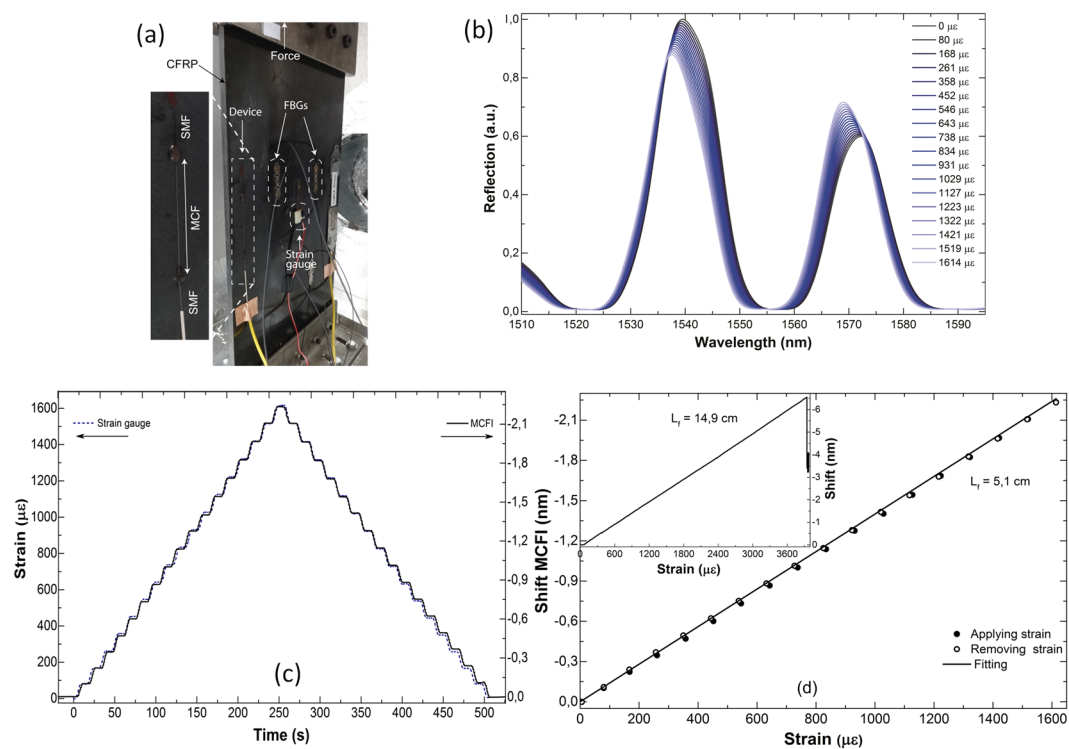 (a)
Force
CFRP
Device
FBGs
SMF
MCF
SMF
Strain
gauge
(b)
Reflection (a.u.)
1,0
0,8
0,6
0,4
0,2
0,0
1510 1520 1530 1540 1550 1560 1570 1580 1590
Wavelength (nm)
0 µε
80 µε
168 µε
261 µε
358 µε
452 µε
546 µε
643 µε
738 µε
834 µε
931 µε
1029 µε
1127 µε
1223 µε
1322 µε
1421 µε
1519 µε
1614 µε
Strain (µε)
1600
1400
1200
1000
800
600
400
200
0
Strain gauge
MCFI
-2,1
-1,8
-1,5
-1,2
-0,9
-0,6
-0,3
0,0
(c)
0 50 100 150 200 250 300 350 400 450 500
Time (s)
Shift MCFI (nm)
-2,1
-1,8
-1,5
-1,2
-0,9
-0,6
-0,3
0,0
Lf = 14,9 cm
-6
-5
-4
-3
-2
-1
0
Shift (nm)
0 600 1200 1800 2400 3000 3600
Strain (µε)
Lf = 5,1 cm
Applying strain
Removing strain
Fitting
(d)
0 200 400 600 800 1000 1200 1400 1600
Strain (µε)